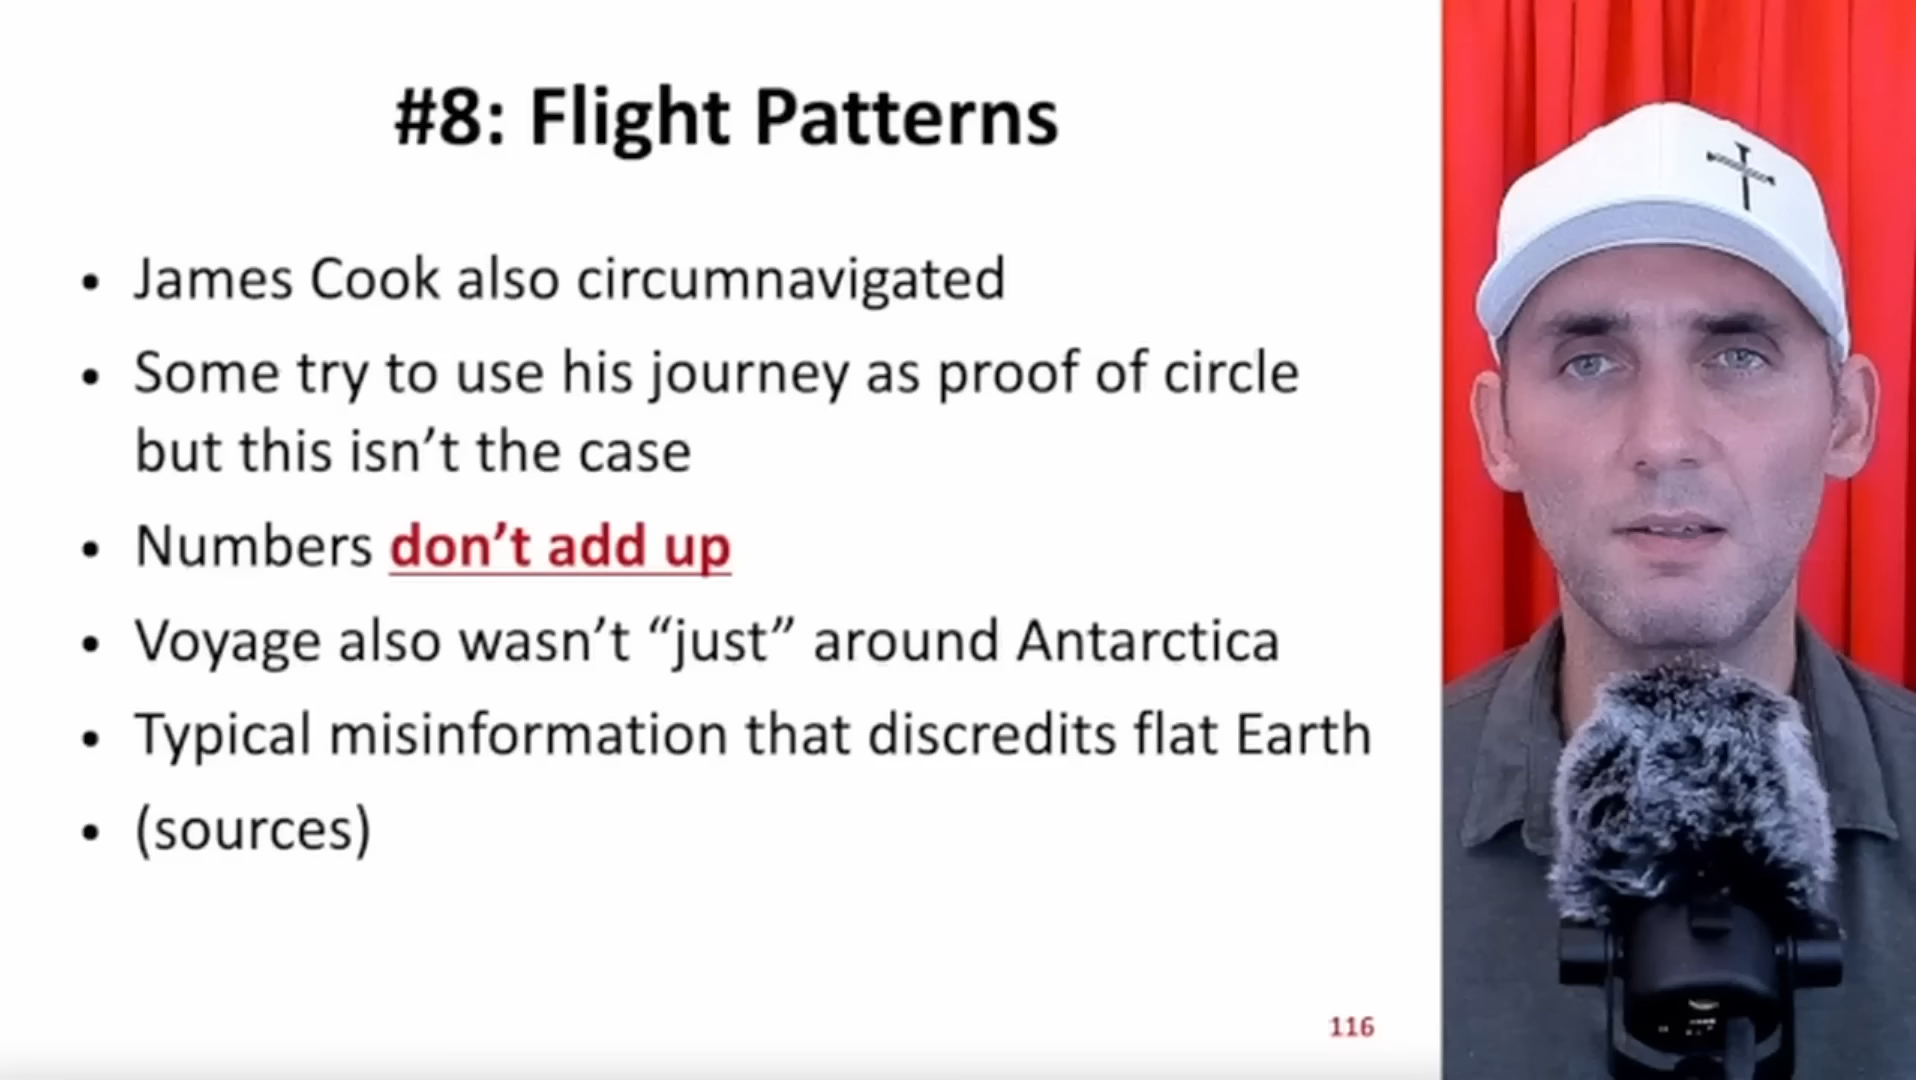 #8: Flight Patterns
• James Cook also circumnavigated
• Some try to use his journey as proof of circle
but this isn’t the case
• Numbers don’t add up
• Voyage also wasn’t “just” around Antarctica
• Typical misinformation that discredits flat Earth
• (sources)
116